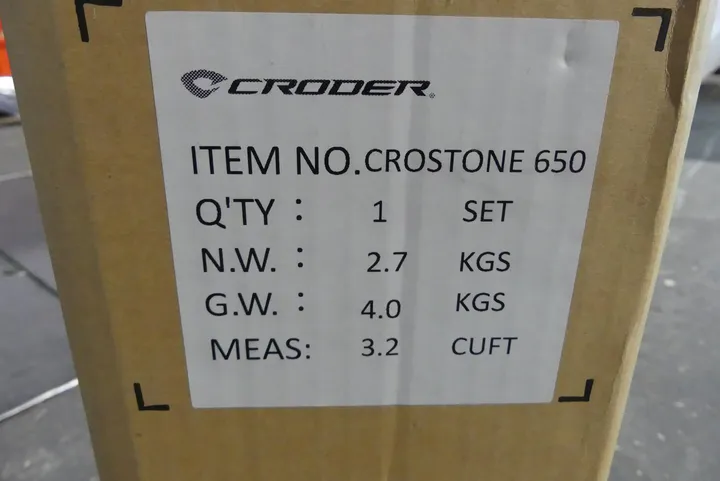 CRODER®
ITEM NO. CROSTONE 650
Q'TY : 1 SET
N.W. : 2.7 KGS
G.W. : 4.0 KGS
MEAS: 3.2 CUFT